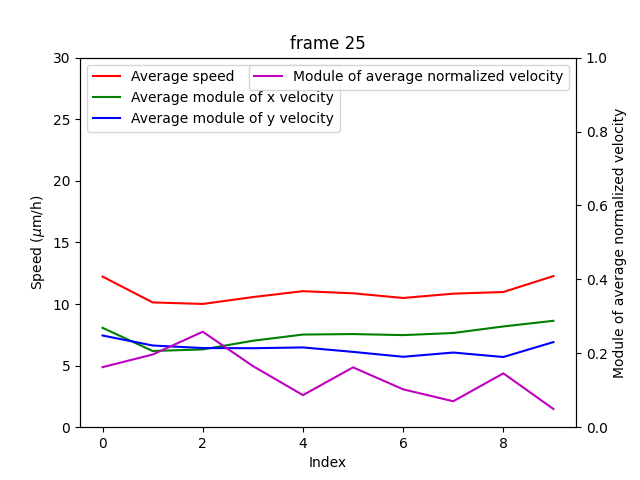 frame 25
Average speed
Average module of x velocity
Average module of y velocity
Module of average normalized velocity
30
25
20
15
10
5
0
Speed (μm/h)
1.0
0.8
0.6
0.4
0.2
0.0
Module of average normalized velocity
0 2 4 6 8
Index